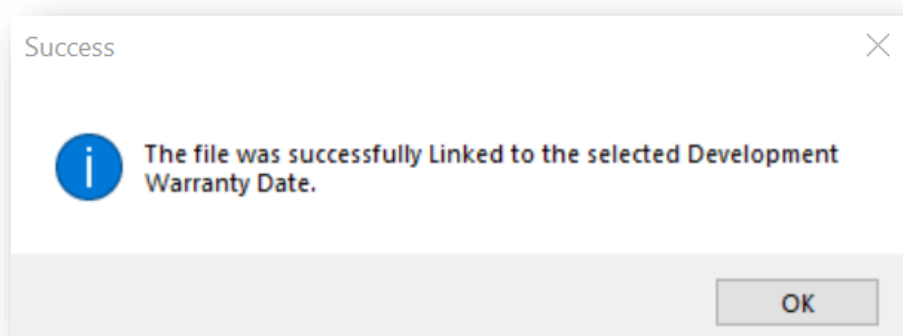 Success
The file was successfully Linked to the selected Development
Warranty Date.
OK